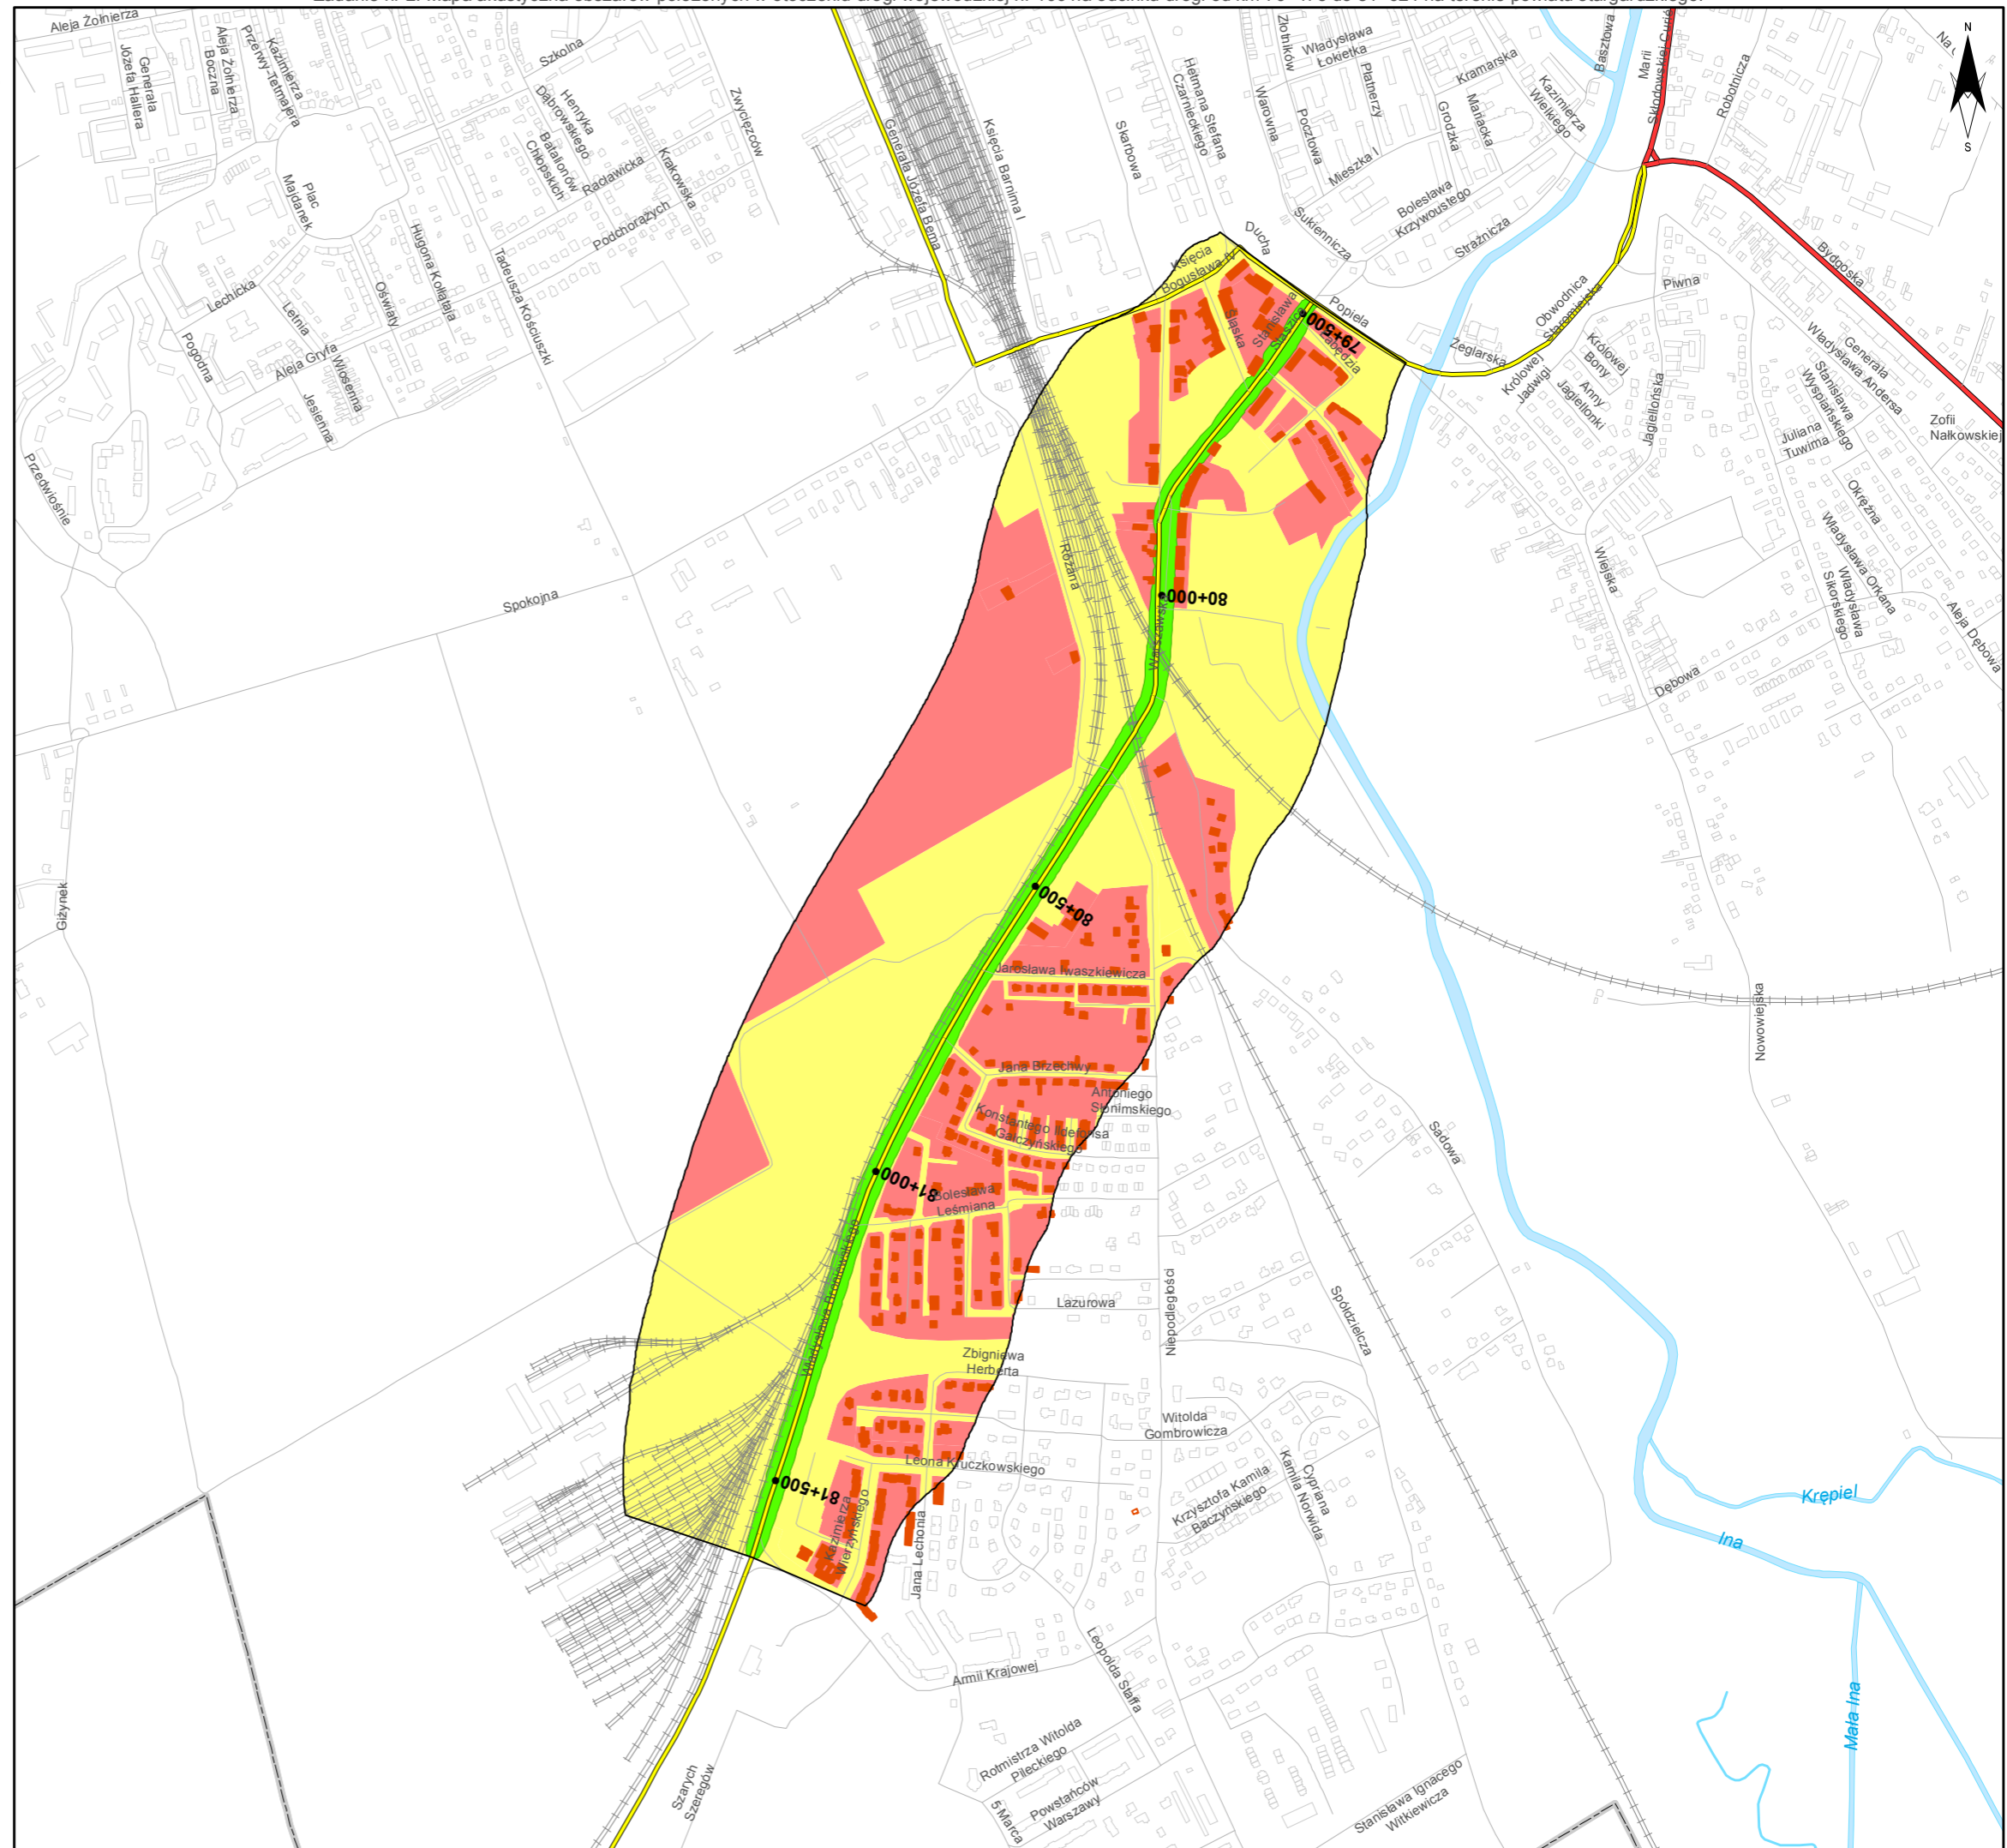 Aleja Żołnierza
Generała
Józefa Hallera
Aleja Żołnierza
Boczna
Kazimierza
Przerwy-Tetmajera
Szkolna
Henryka
Dąbrowskiego
Batalionów
Chłopskich
Racławicka
Krakowska
Podchorążych
Zwycięzców
Plac
Majdanek
Hugona Kołłątaja
Tadeusza Kościuszki
Lechicka
Letnia
Oświaty
Pogodna
Aleja Gryfa
Wiosenna
Jesienna
Przedwiośnie
Generała Józefa Bema
Księcia Barnima I
Skarbowa
Hetmana Stefana
Czarnieckiego
Złotników
Władysława
Łokietka
Płatnerzy
Kramarska
Warowna
Pocztowa
Grodzka
Mariacka
Kazimierza
Wielkiego
Basztowa
Marii
Skłodowskiej-Curie
Robotnicza
Mieszka I
Bolesława
Krzywoustego
Sukiennicza
Strażnicza
Ducha
Księcia
Bogusława IV
Popiela
Śląska
Stanisława
Staszica
79+500
Żeglarska
Obwodnica
Staromiejska
Piwna
Bydgoska
Królowej
Jadwigi
Królowej
Bony
Anny
Jagiellonki
Jagiellońska
Generała
Władysława Andersa
Stanisława
Wyspiańskiego
Juliana
Tuwima
Zofii
Nałkowskiej
Okrężna
Władysława Orkana
Władysława
Sikorskiego
Aleja Dębowa
Dębowa
Wiejska
Nowowiejska
Spokojna
Giżynek
Różana
Warszawska
80+000
80+500
Jarosława Iwaszkiewicza
Jana Brzechwy
Antoniego
Słonimskiego
Konstantego Ildefonsa
Gałczyńskiego
81+000
Bolesława
Leśmiana
Władysława Broniewskiego
Lazurowa
Niepodległości
Spółdzielcza
Sadowa
Zbigniewa
Herberta
Witolda
Gombrowicza
Leona Kruczkowskiego
81+500
Kazimierza
Wierzyńskiego
Jana Lechonia
Krzysztofa Kamila
Baczyńskiego
Cypriana
Kamila Norwida
Armii Krajowej
Leopolda Staffa
Rotmistrza Witolda
Pileckiego
Powstańców
Warszawy
5 Marca
Stanisława Ignacego
Witkiewicza
Szarych
Szeregów
Krępiel
Ina
Mała Ina
N
S